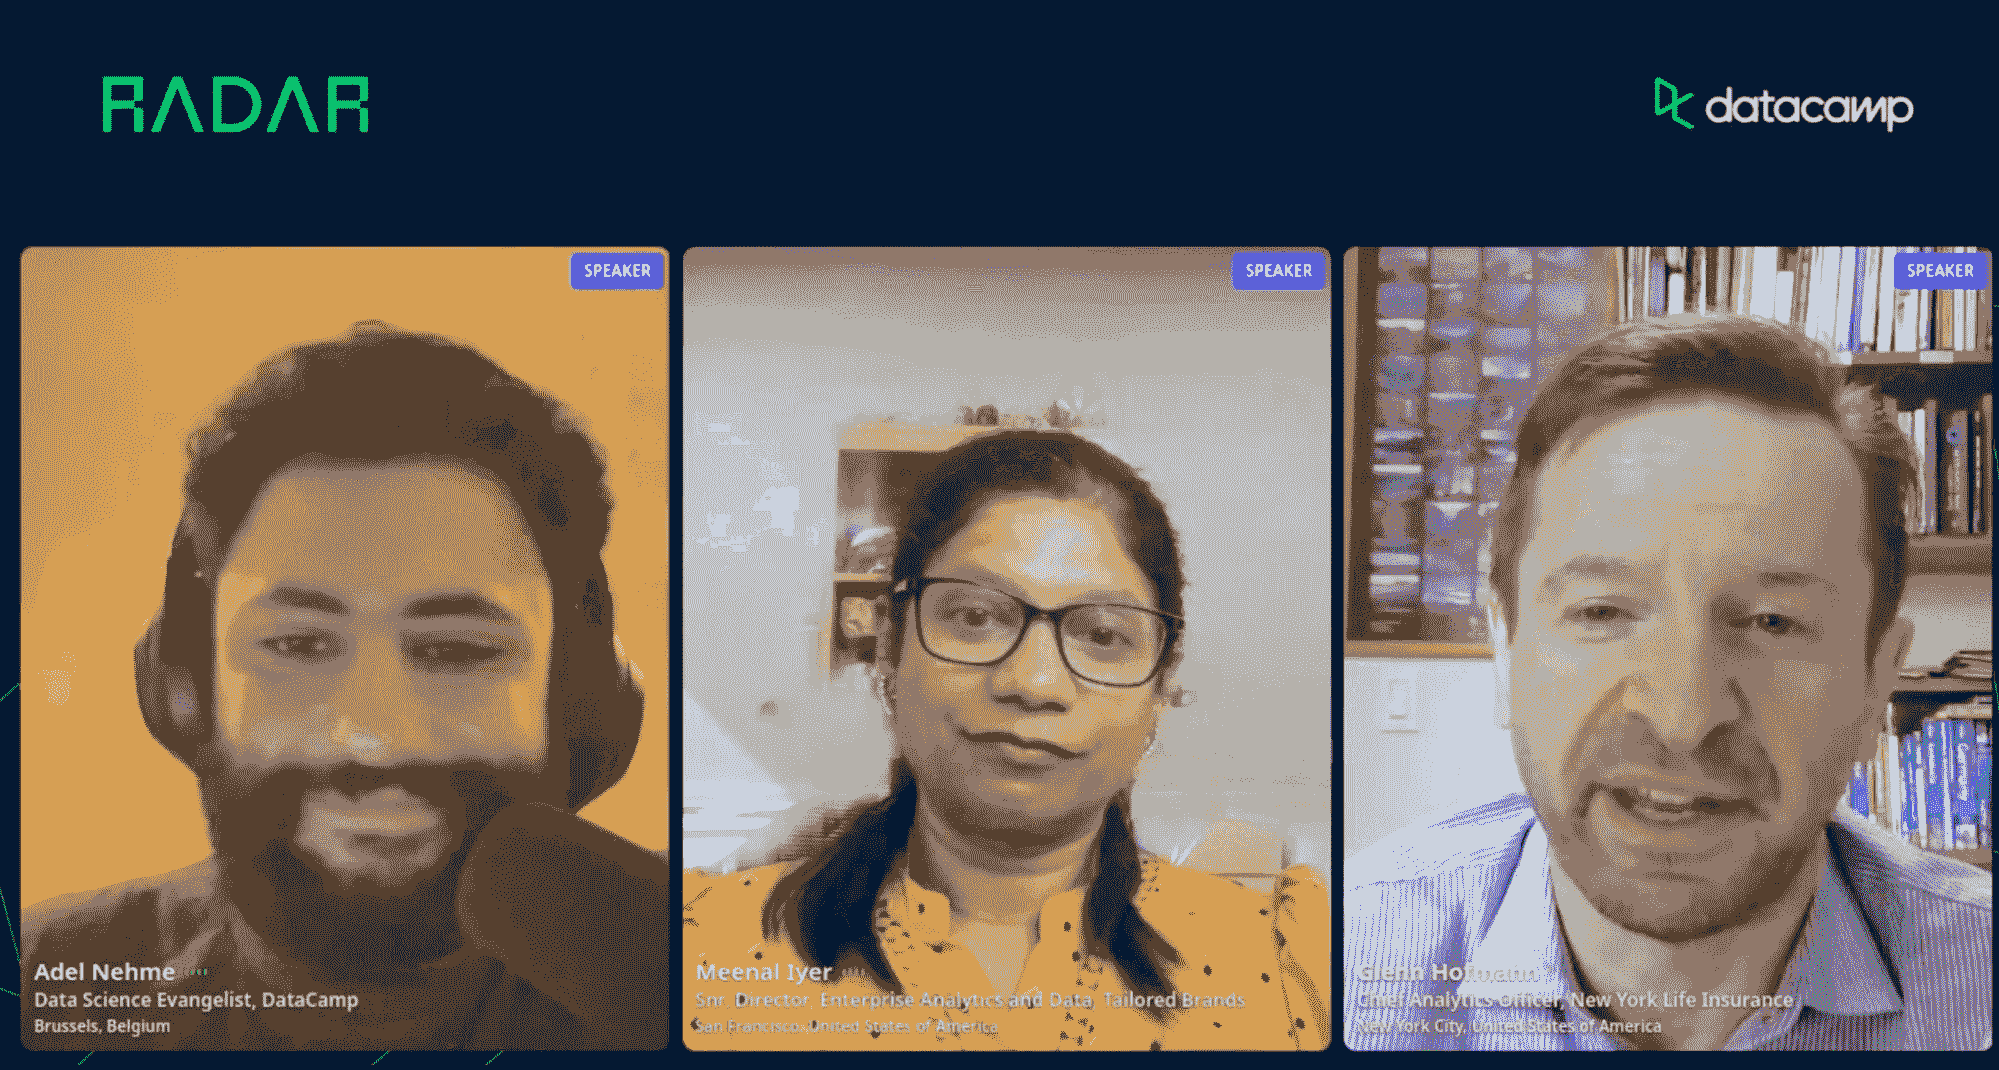 RADAR
datacamp
SPEAKER
SPEAKER
SPEAKER
Adel Nehme
Data Science Evangelist, DataCamp
Brussels, Belgium
Meenal Iyer
Snr. Director, Enterprise Analytics and Data, Tailored Brands
San Francisco, United States of America
Glenn Hofmann
Chief Analytics Officer, New York Life Insurance
New York City, United States of America